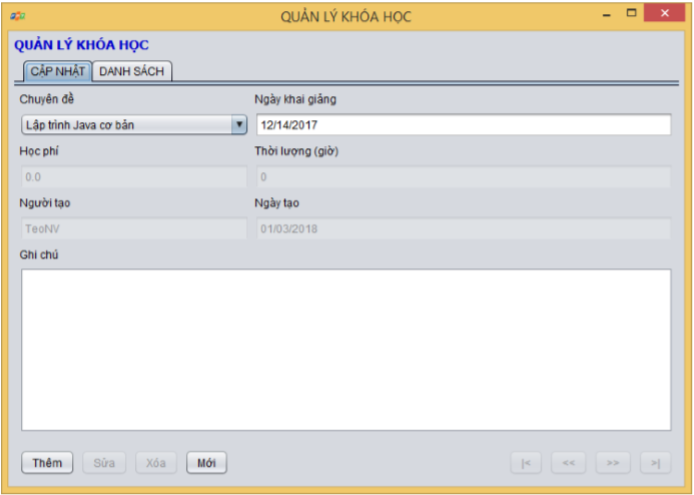 QUẢN LÝ KHÓA HỌC
QUẢN LÝ KHÓA HỌC
CẬP NHẬT DANH SÁCH
Chuyên đề Ngày khai giảng
Lập trình Java cơ bản 12/14/2017
Học phí Thời lượng (giờ)
0.0 0
Người tạo Ngày tạo
TeoNV 01/03/2018
Ghi chú
Thêm Sửa Xóa Mới |< << >> >|